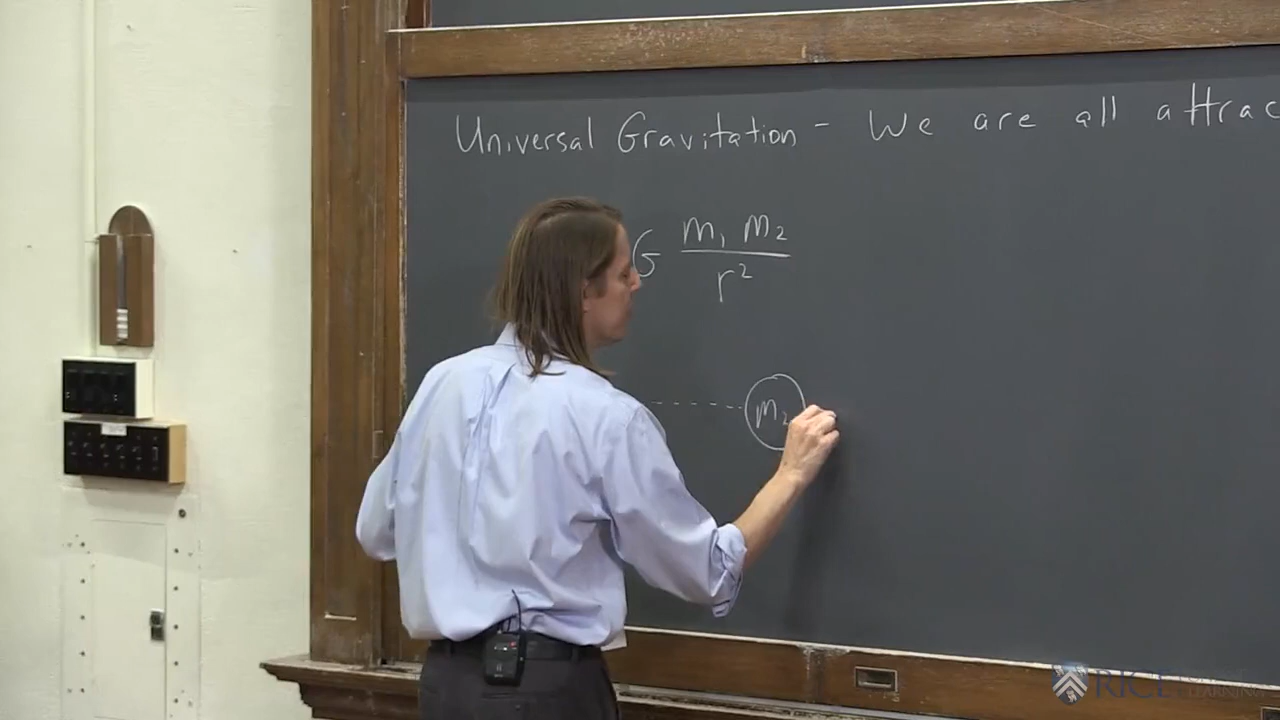 Universal Gravitation - We are all attrac
G m₁ m₂
r²
m₂
RICE